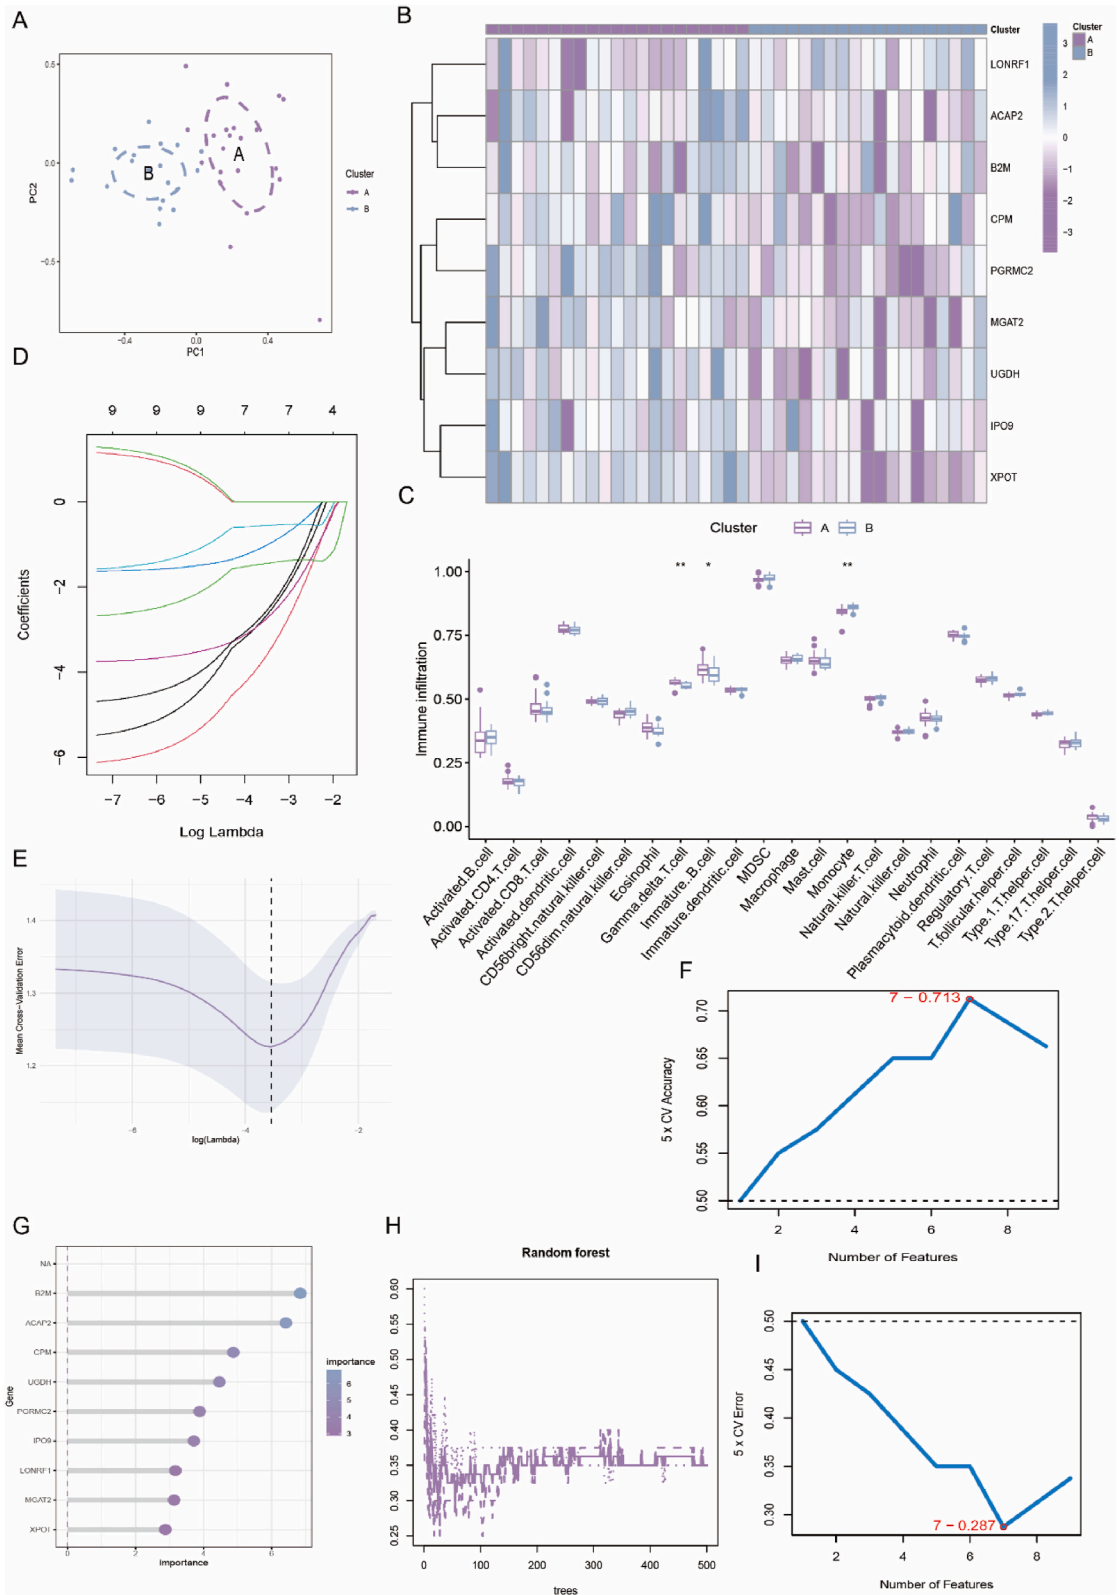 A
0.5
0.0
−0.5
PC2
−0.4
0.0
0.4
PC1
A
B
Cluster
A
B
B
Cluster
LONRF1
ACAP2
B2M
CPM
PGRMC2
MGAT2
UGDH
IPO9
XPOT
3
2
1
0
−1
−2
−3
Cluster
A
B
C
Cluster
A
B
** * **
1.00
0.75
0.50
0.25
0.00
Immune infiltration
Activated.B.cell
Activated.CD4.T.cell
Activated.CD8.T.cell
Activated.dendritic.cell
CD56bright.natural.killer.cell
CD56dim.natural.killer.cell
Eosinophil
Gamma.delta.T.cell
Immature..B.cell
Immature.dendritic.cell
MDSC
Macrophage
Mast.cell
Monocyte
Natural.killer.T.cell
Natural.killer.cell
Neutrophil
Plasmacytoid.dendritic.cell
Regulatory.T.cell
T.follicular.helper.cell
Type.1.T.helper.cell
Type.17.T.helper.cell
Type.2.T.helper.cell
D
9 9 9 7 7 4
0
−2
−4
−6
Coefficients
−7 −6 −5 −4 −3 −2
Log Lambda
E
1.4
1.3
1.2
Mean Cross−Validation Error
−6 −4 −2
log(Lambda)
F
7 − 0.713
0.70
0.65
0.60
0.55
0.50
5 x CV Accuracy
2 4 6 8
Number of Features
G
NA
B2M
ACAP2
CPM
UGDH
PGRMC2
IPO9
LONRF1
MGAT2
XPOT
Gene
0 2 4 6
importance
importance
6
5
4
3
H
Random forest
0.60
0.55
0.50
0.45
0.40
0.35
0.30
0.25
0 100 200 300 400 500
trees
I
0.50
0.45
0.40
0.35
0.30
5 x CV Error
7 − 0.287
2 4 6 8
Number of Features